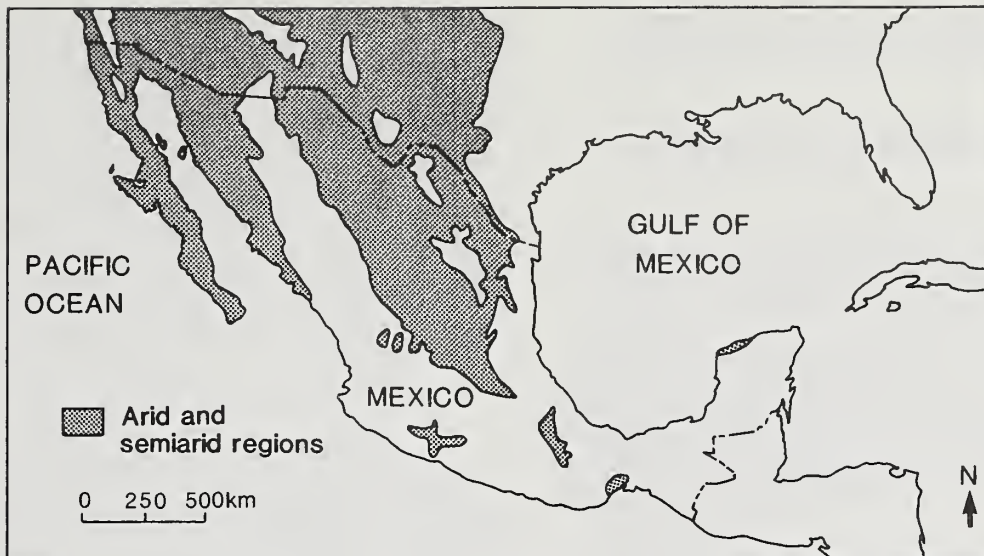 GULF OF
MEXICO
PACIFIC
OCEAN
MEXICO
Arid and
semiarid regions
0 250 500km
N